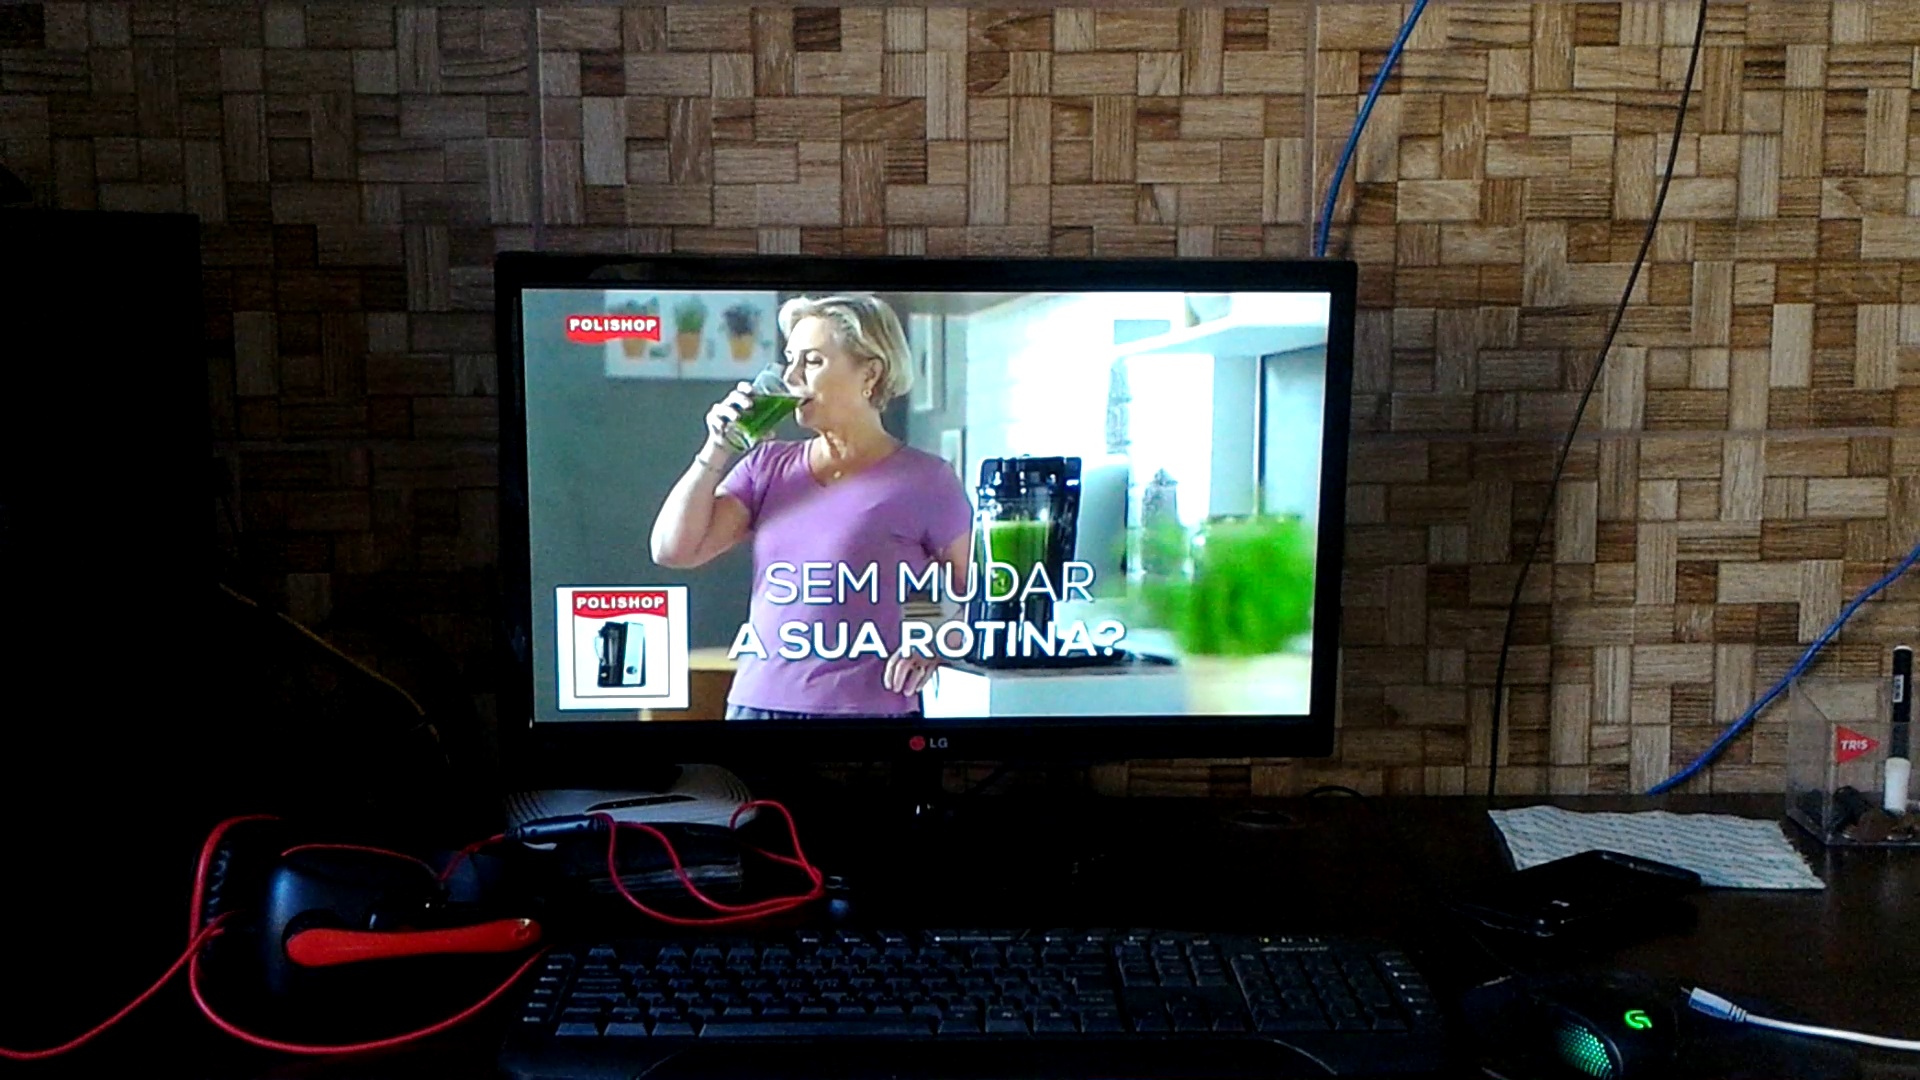 POLISHOP
SEM MUDAR
A SUA ROTINA?
POLISHOP
LG
TRIS